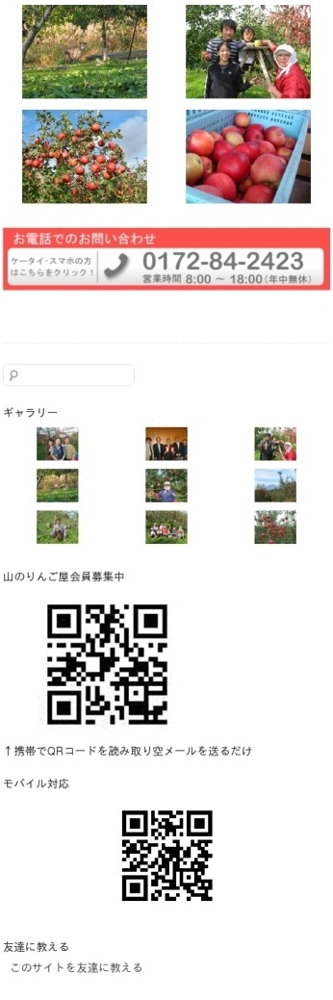 お電話でのお問い合わせ
ケータイ・スマホの方
はこちらをクリック！
0172-84-2423
営業時間 8:00 ～ 18:00（年中無休）
ギャラリー
山のりんご屋会員募集中
↑携帯でQRコードを読み取り空メールを送るだけ
モバイル対応
友達に教える
このサイトを友達に教える